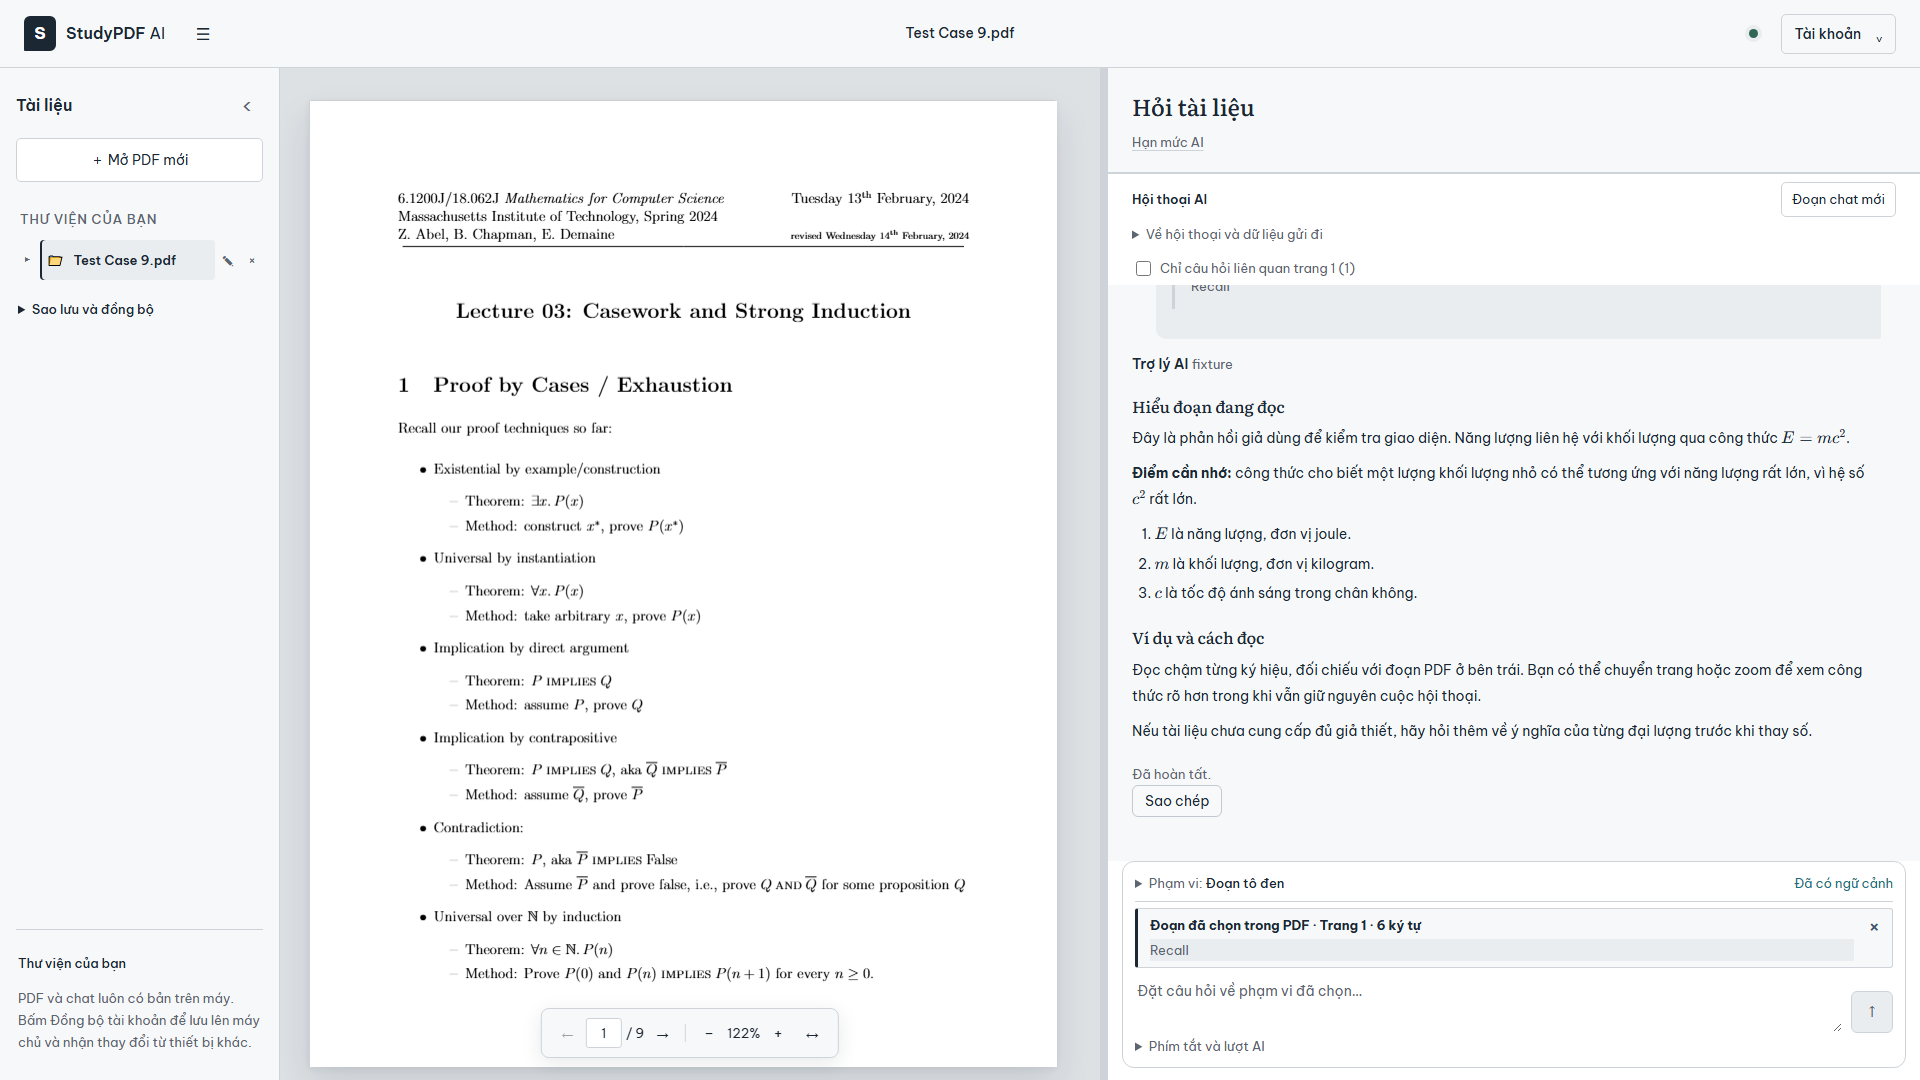 S StudyPDF AI ☰
Test Case 9.pdf
Tài khoản v
Tài liệu <
+ Mở PDF mới
THƯ VIỆN CỦA BẠN
▸ Test Case 9.pdf ×
▶ Sao lưu và đồng bộ
Thư viện của bạn
PDF và chat luôn có bản trên máy.
Bấm Đồng bộ tài khoản để lưu lên máy
chủ và nhận thay đổi từ thiết bị khác.
6.1200J/18.062J Mathematics for Computer Science Tuesday 13th February, 2024
Massachusetts Institute of Technology, Spring 2024
Z. Abel, B. Chapman, E. Demaine revised Wednesday 14th February, 2024
Lecture 03: Casework and Strong Induction
1 Proof by Cases / Exhaustion
Recall our proof techniques so far:
• Existential by example/construction
– Theorem: ∃x. P(x)
– Method: construct x*, prove P(x*)
• Universal by instantiation
– Theorem: ∀x. P(x)
– Method: take arbitrary x, prove P(x)
• Implication by direct argument
– Theorem: P IMPLIES Q
– Method: assume P, prove Q
• Implication by contrapositive
– Theorem: P IMPLIES Q, aka Q̅ IMPLIES P̅
– Method: assume Q̅, prove P̅
• Contradiction:
– Theorem: P, aka P̅ IMPLIES False
– Method: Assume P̅ and prove false, i.e., prove Q AND Q̅ for some proposition Q
• Universal over ℕ by induction
– Theorem: ∀n ∈ ℕ. P(n)
– Method: Prove P(0) and P(n) IMPLIES P(n + 1) for every n ≥ 0.
← 1 / 9 → − 122% + ↔
Hỏi tài liệu
Hạn mức AI
Hội thoại AI Đoạn chat mới
▶ Về hội thoại và dữ liệu gửi đi
Chỉ câu hỏi liên quan trang 1 (1)
Recall
Trợ lý AI fixture
Hiểu đoạn đang đọc
Đây là phản hồi giả dùng để kiểm tra giao diện. Năng lượng liên hệ với khối lượng qua công thức E = mc².
Điểm cần nhớ: công thức cho biết một lượng khối lượng nhỏ có thể tương ứng với năng lượng rất lớn, vì hệ số
c² rất lớn.
1. E là năng lượng, đơn vị joule.
2. m là khối lượng, đơn vị kilogram.
3. c là tốc độ ánh sáng trong chân không.
Ví dụ và cách đọc
Đọc chậm từng ký hiệu, đối chiếu với đoạn PDF ở bên trái. Bạn có thể chuyển trang hoặc zoom để xem công
thức rõ hơn trong khi vẫn giữ nguyên cuộc hội thoại.
Nếu tài liệu chưa cung cấp đủ giả thiết, hãy hỏi thêm về ý nghĩa của từng đại lượng trước khi thay số.
Đã hoàn tất.
Sao chép
▶ Phạm vi: Đoạn tô đen Đã có ngữ cảnh
Đoạn đã chọn trong PDF · Trang 1 · 6 ký tự ×
Recall
Đặt câu hỏi về phạm vi đã chọn...
↑
▶ Phím tắt và lượt AI